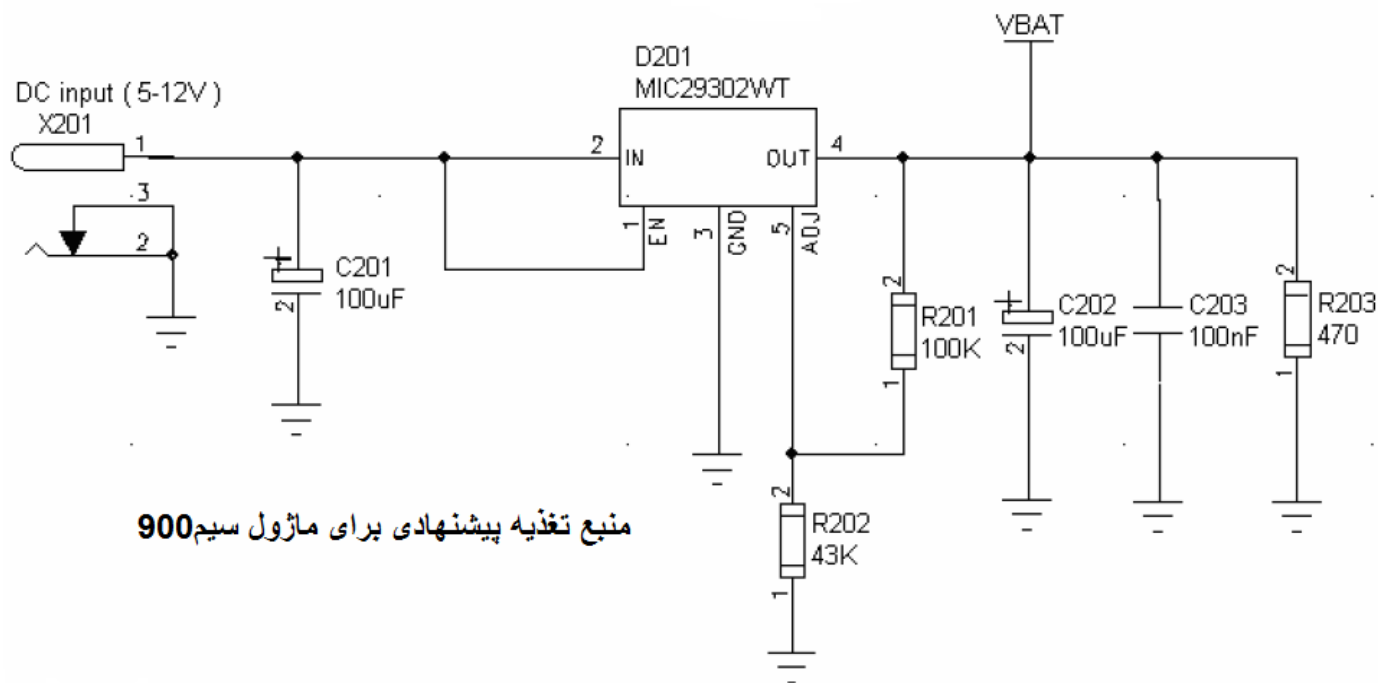 VBAT
D201
MIC29302WT
DC input ( 5-12V )
X201
1
3
2
2
IN
OUT
4
1
EN
3
GND
5
ADJ
+
C201
100uF
2
2
R201
100K
1
+
C202
100uF
2
C203
100nF
2
R203
470
1
منبع تغذیه پیشنهادی برای ماژول سیم900
2
R202
43K
1